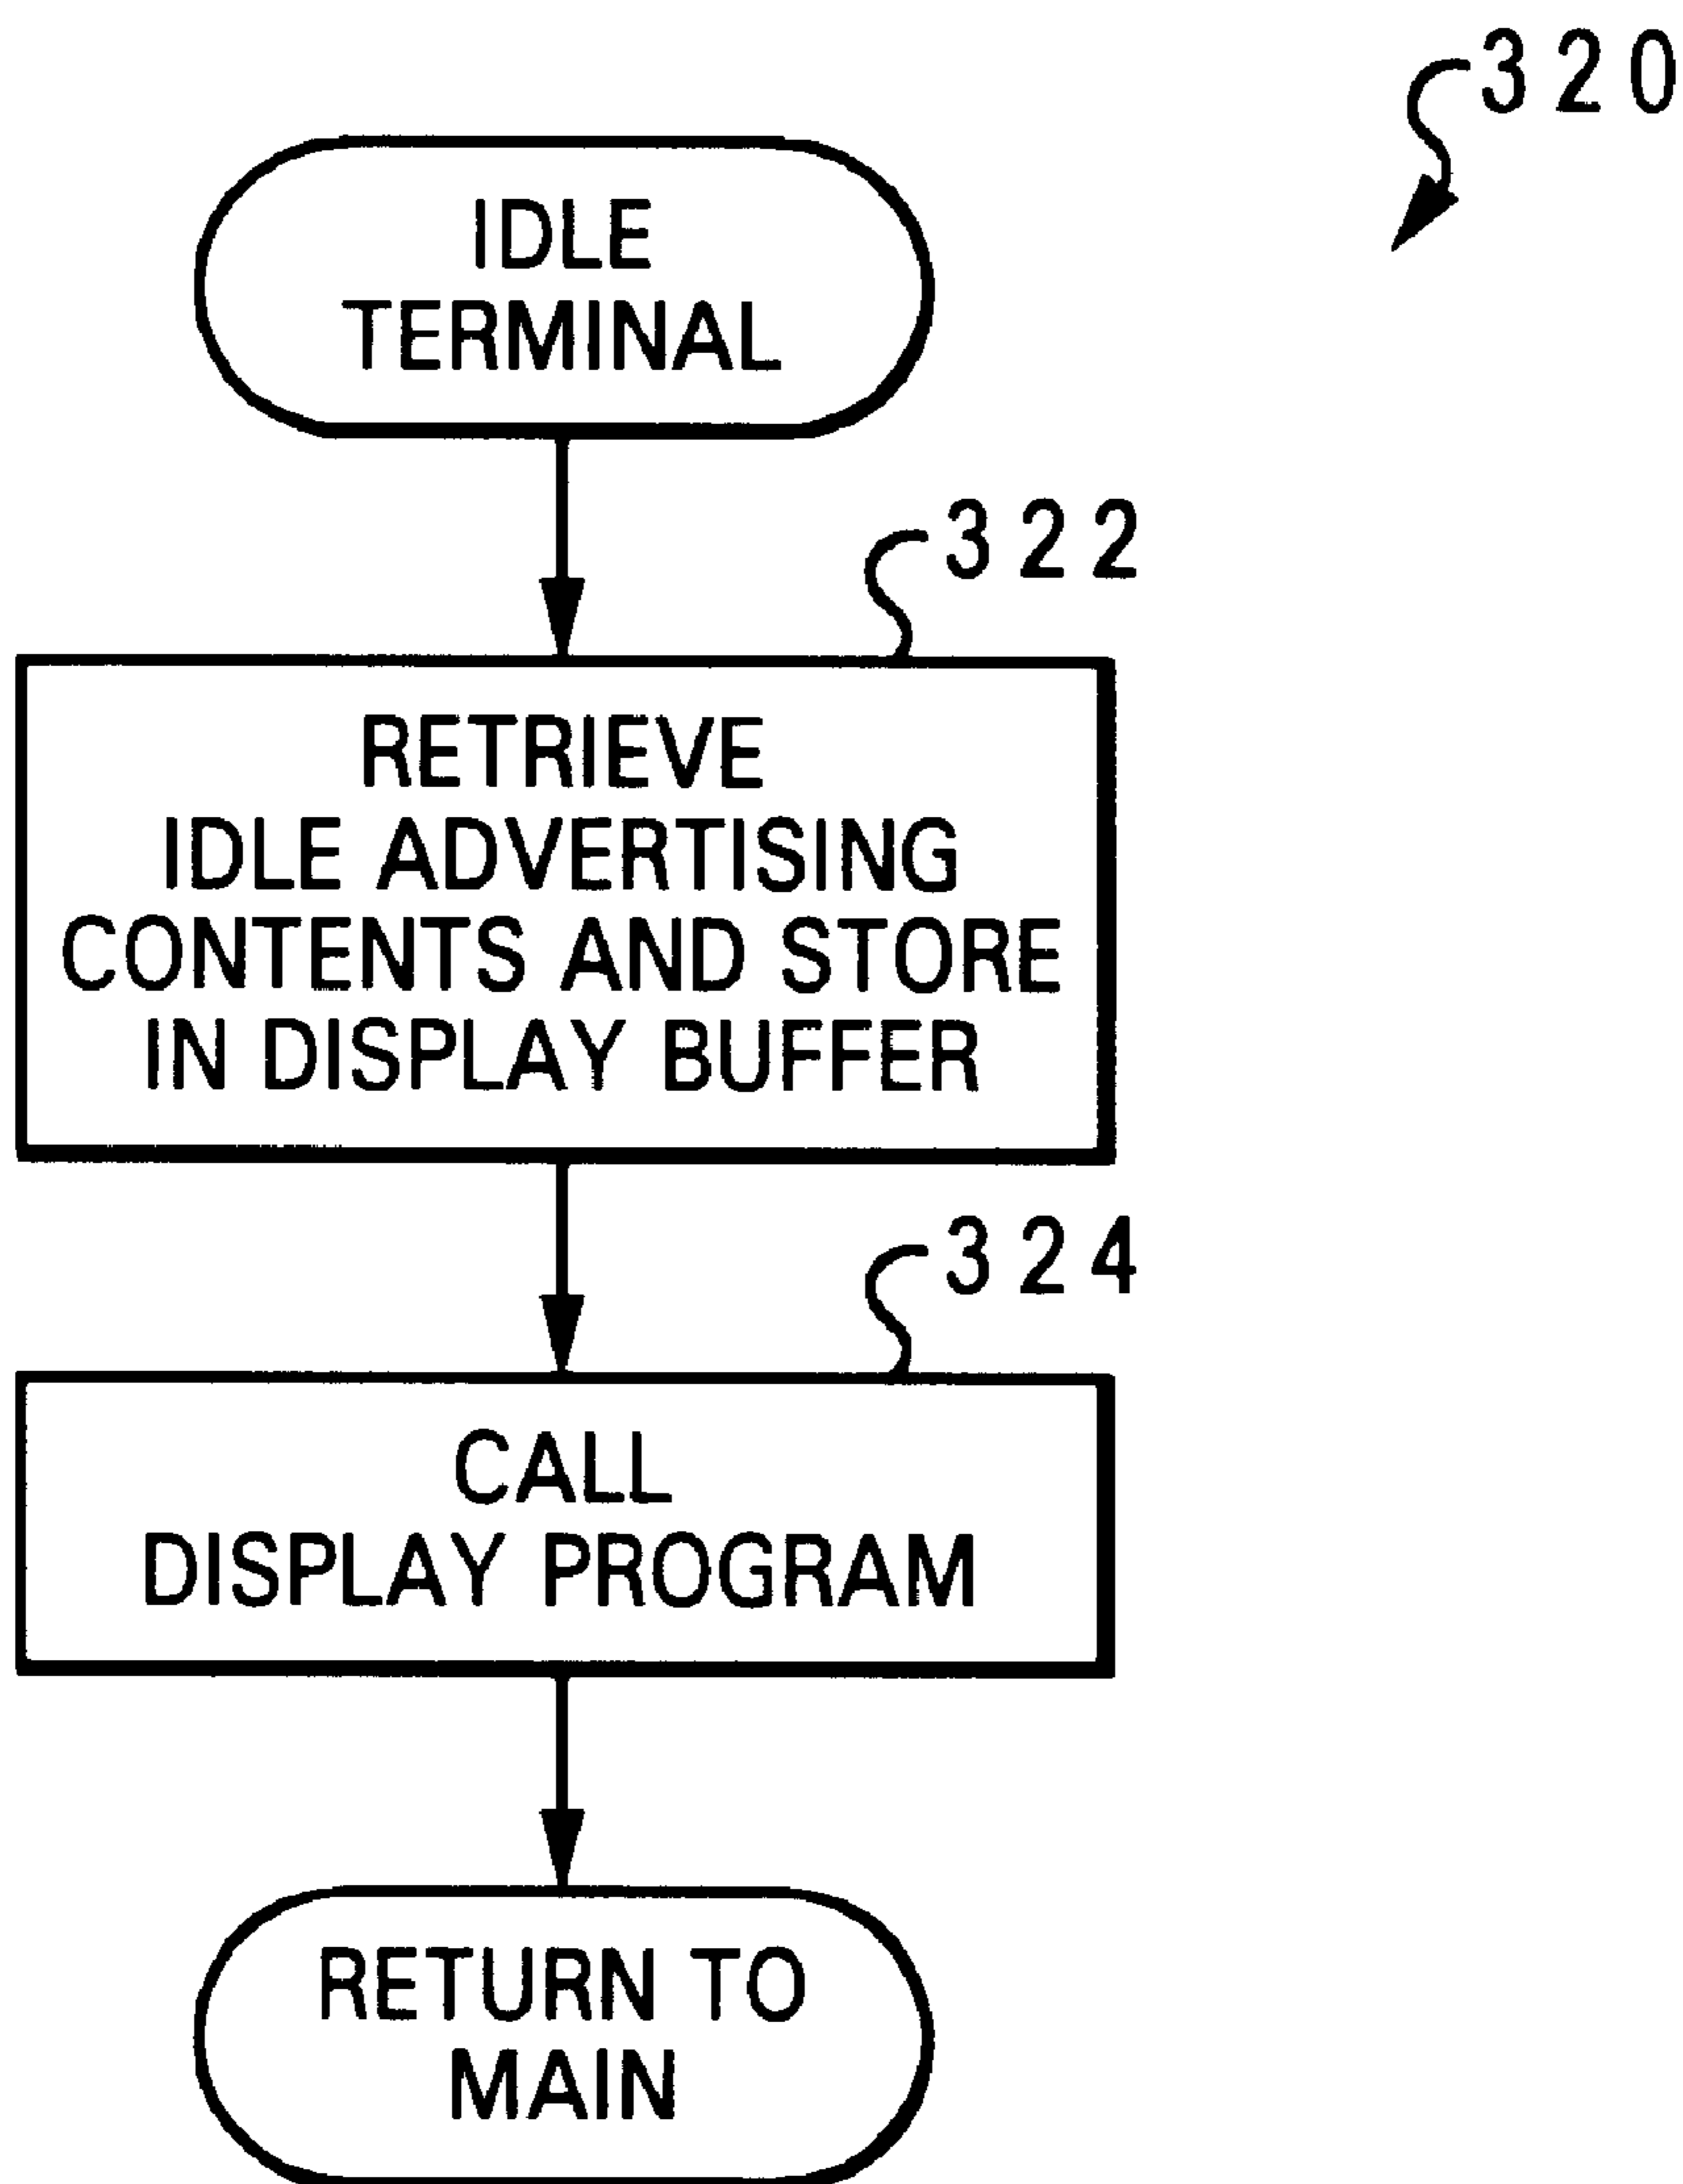 320
IDLE
TERMINAL
322
RETRIEVE
IDLE ADVERTISING
CONTENTS AND STORE
IN DISPLAY BUFFER
324
CALL
DISPLAY PROGRAM
RETURN TO
MAIN